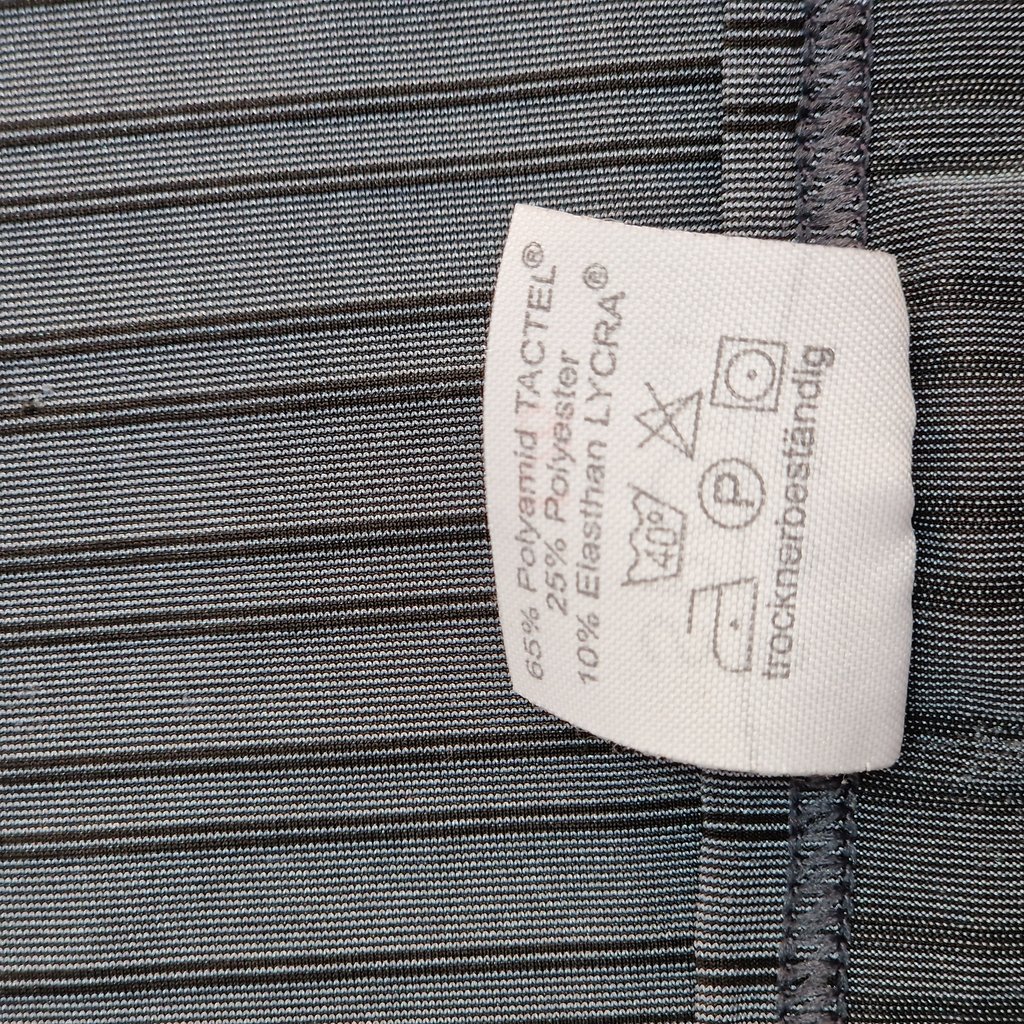 65% Polyamid TACTEL®
25% Polyester
10% Elasthan LYCRA®
40°
P
trocknerbeständig